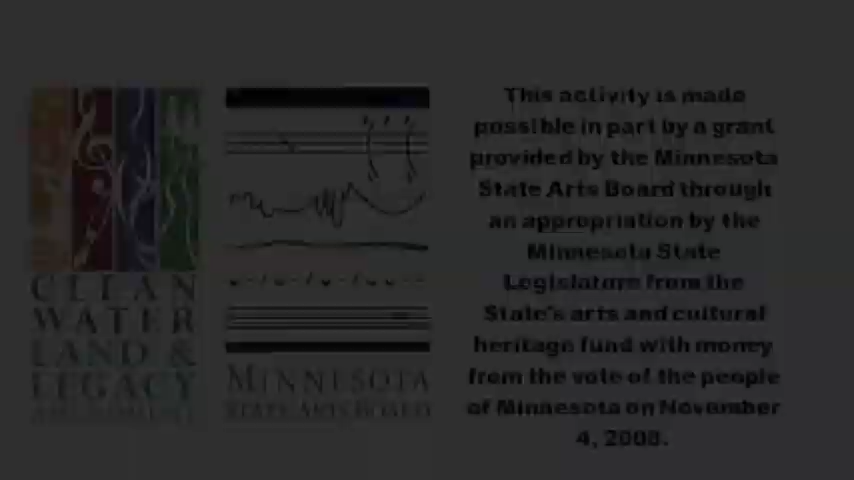 CLEAN
WATER
LAND &
LEGACY
AMENDMENT
MINNESOTA
STATE ARTS BOARD
This activity is made
possible in part by a grant
provided by the Minnesota
State Arts Board through
an appropriation by the
Minnesota State
Legislature from the
State's arts and cultural
heritage fund with money
from the vote of the people
of Minnesota on November
4, 2008.